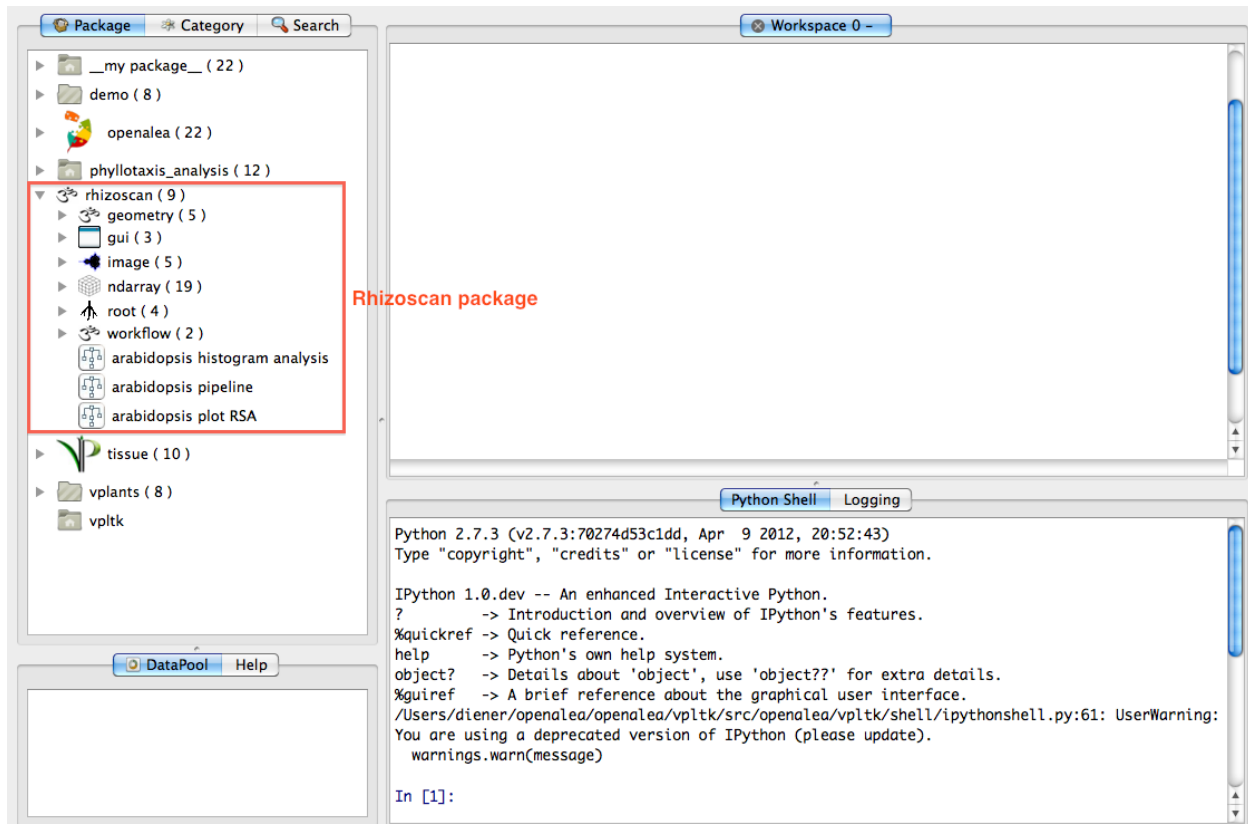 Package Category Search
__my package__ ( 22 )
demo ( 8 )
openalea ( 22 )
phyllotaxis_analysis ( 12 )
rhizoscan ( 9 )
geometry ( 5 )
gui ( 3 )
image ( 5 )
ndarray ( 19 )
root ( 4 )
workflow ( 2 )
arabidopsis histogram analysis
arabidopsis pipeline
arabidopsis plot RSA
tissue ( 10 )
vplants ( 8 )
vpltk
Rhizoscan package
DataPool Help
Workspace 0 -
Python Shell Logging
Python 2.7.3 (v2.7.3:70274d53c1dd, Apr  9 2012, 20:52:43)
Type "copyright", "credits" or "license" for more information.
IPython 1.0.dev -- An enhanced Interactive Python.
?         -> Introduction and overview of IPython's features.
%quickref -> Quick reference.
help      -> Python's own help system.
object?   -> Details about 'object', use 'object??' for extra details.
%guiref   -> A brief reference about the graphical user interface.
/Users/diener/openalea/openalea/vpltk/src/openalea/vpltk/shell/ipythonshell.py:61: UserWarning:
You are using a deprecated version of IPython (please update).
  warnings.warn(message)
In [1]: